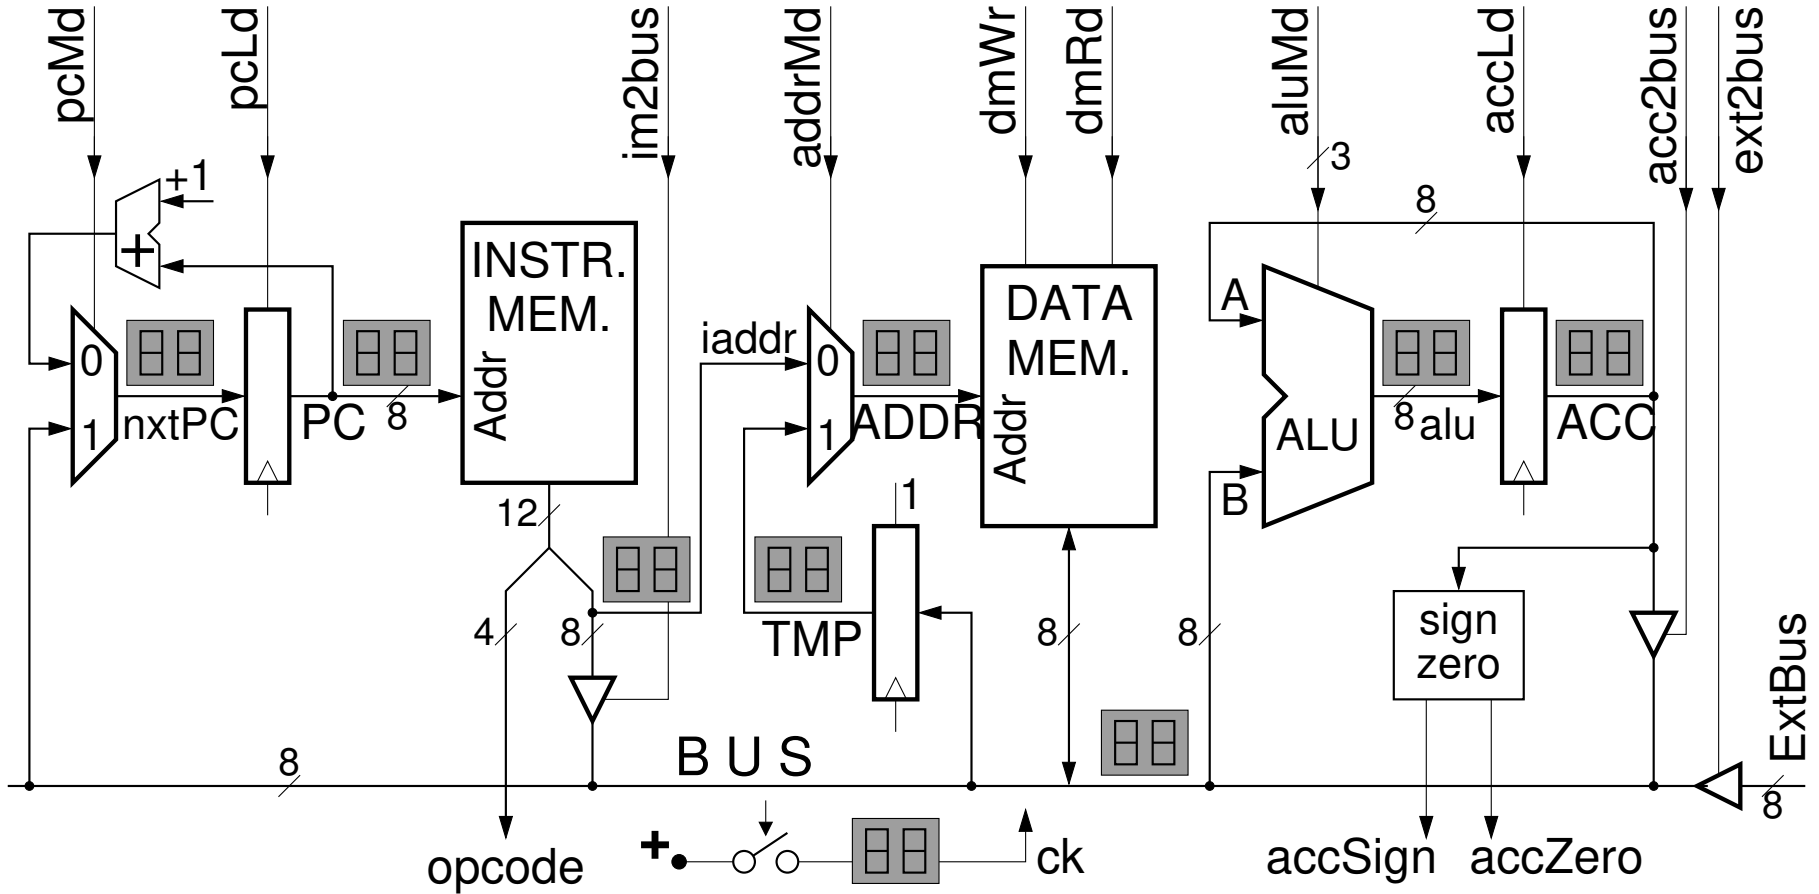 pcMd
pcLd
im2bus
addrMd
dmWr
dmRd
aluMd
accLd
acc2bus
ext2bus
3
+1
8
+
INSTR.
MEM.
Addr
DATA
MEM.
Addr
A
iaddr
0
1
nxtPC
PC
8
0
1
ADDR
ALU
8
alu
ACC
B
12
1
4
8
TMP
8
8
sign
zero
ExtBus
8
B U S
8
+
ck
opcode
accSign
accZero